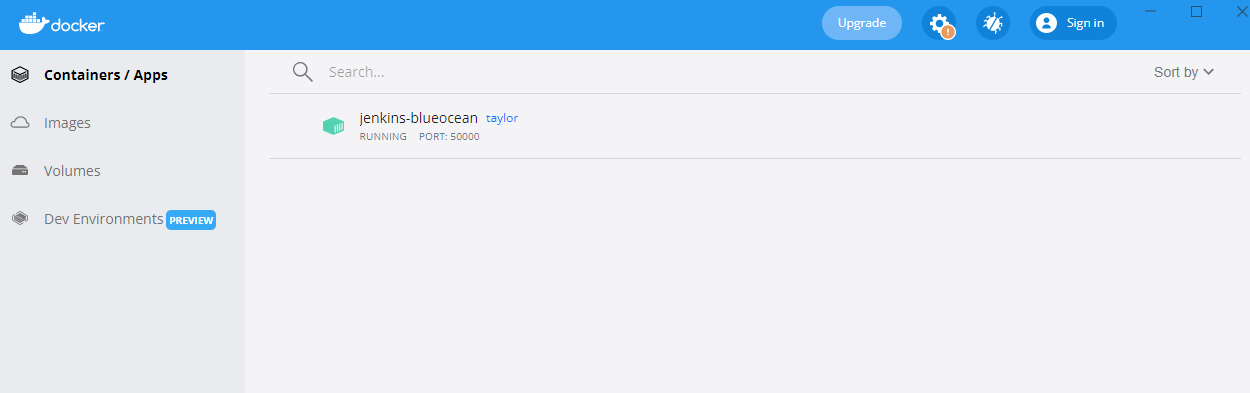 docker
Upgrade
!
Sign in
Containers / Apps
Images
Volumes
Dev Environments PREVIEW
Search...
Sort by
jenkins-blueocean taylor
RUNNING PORT: 50000